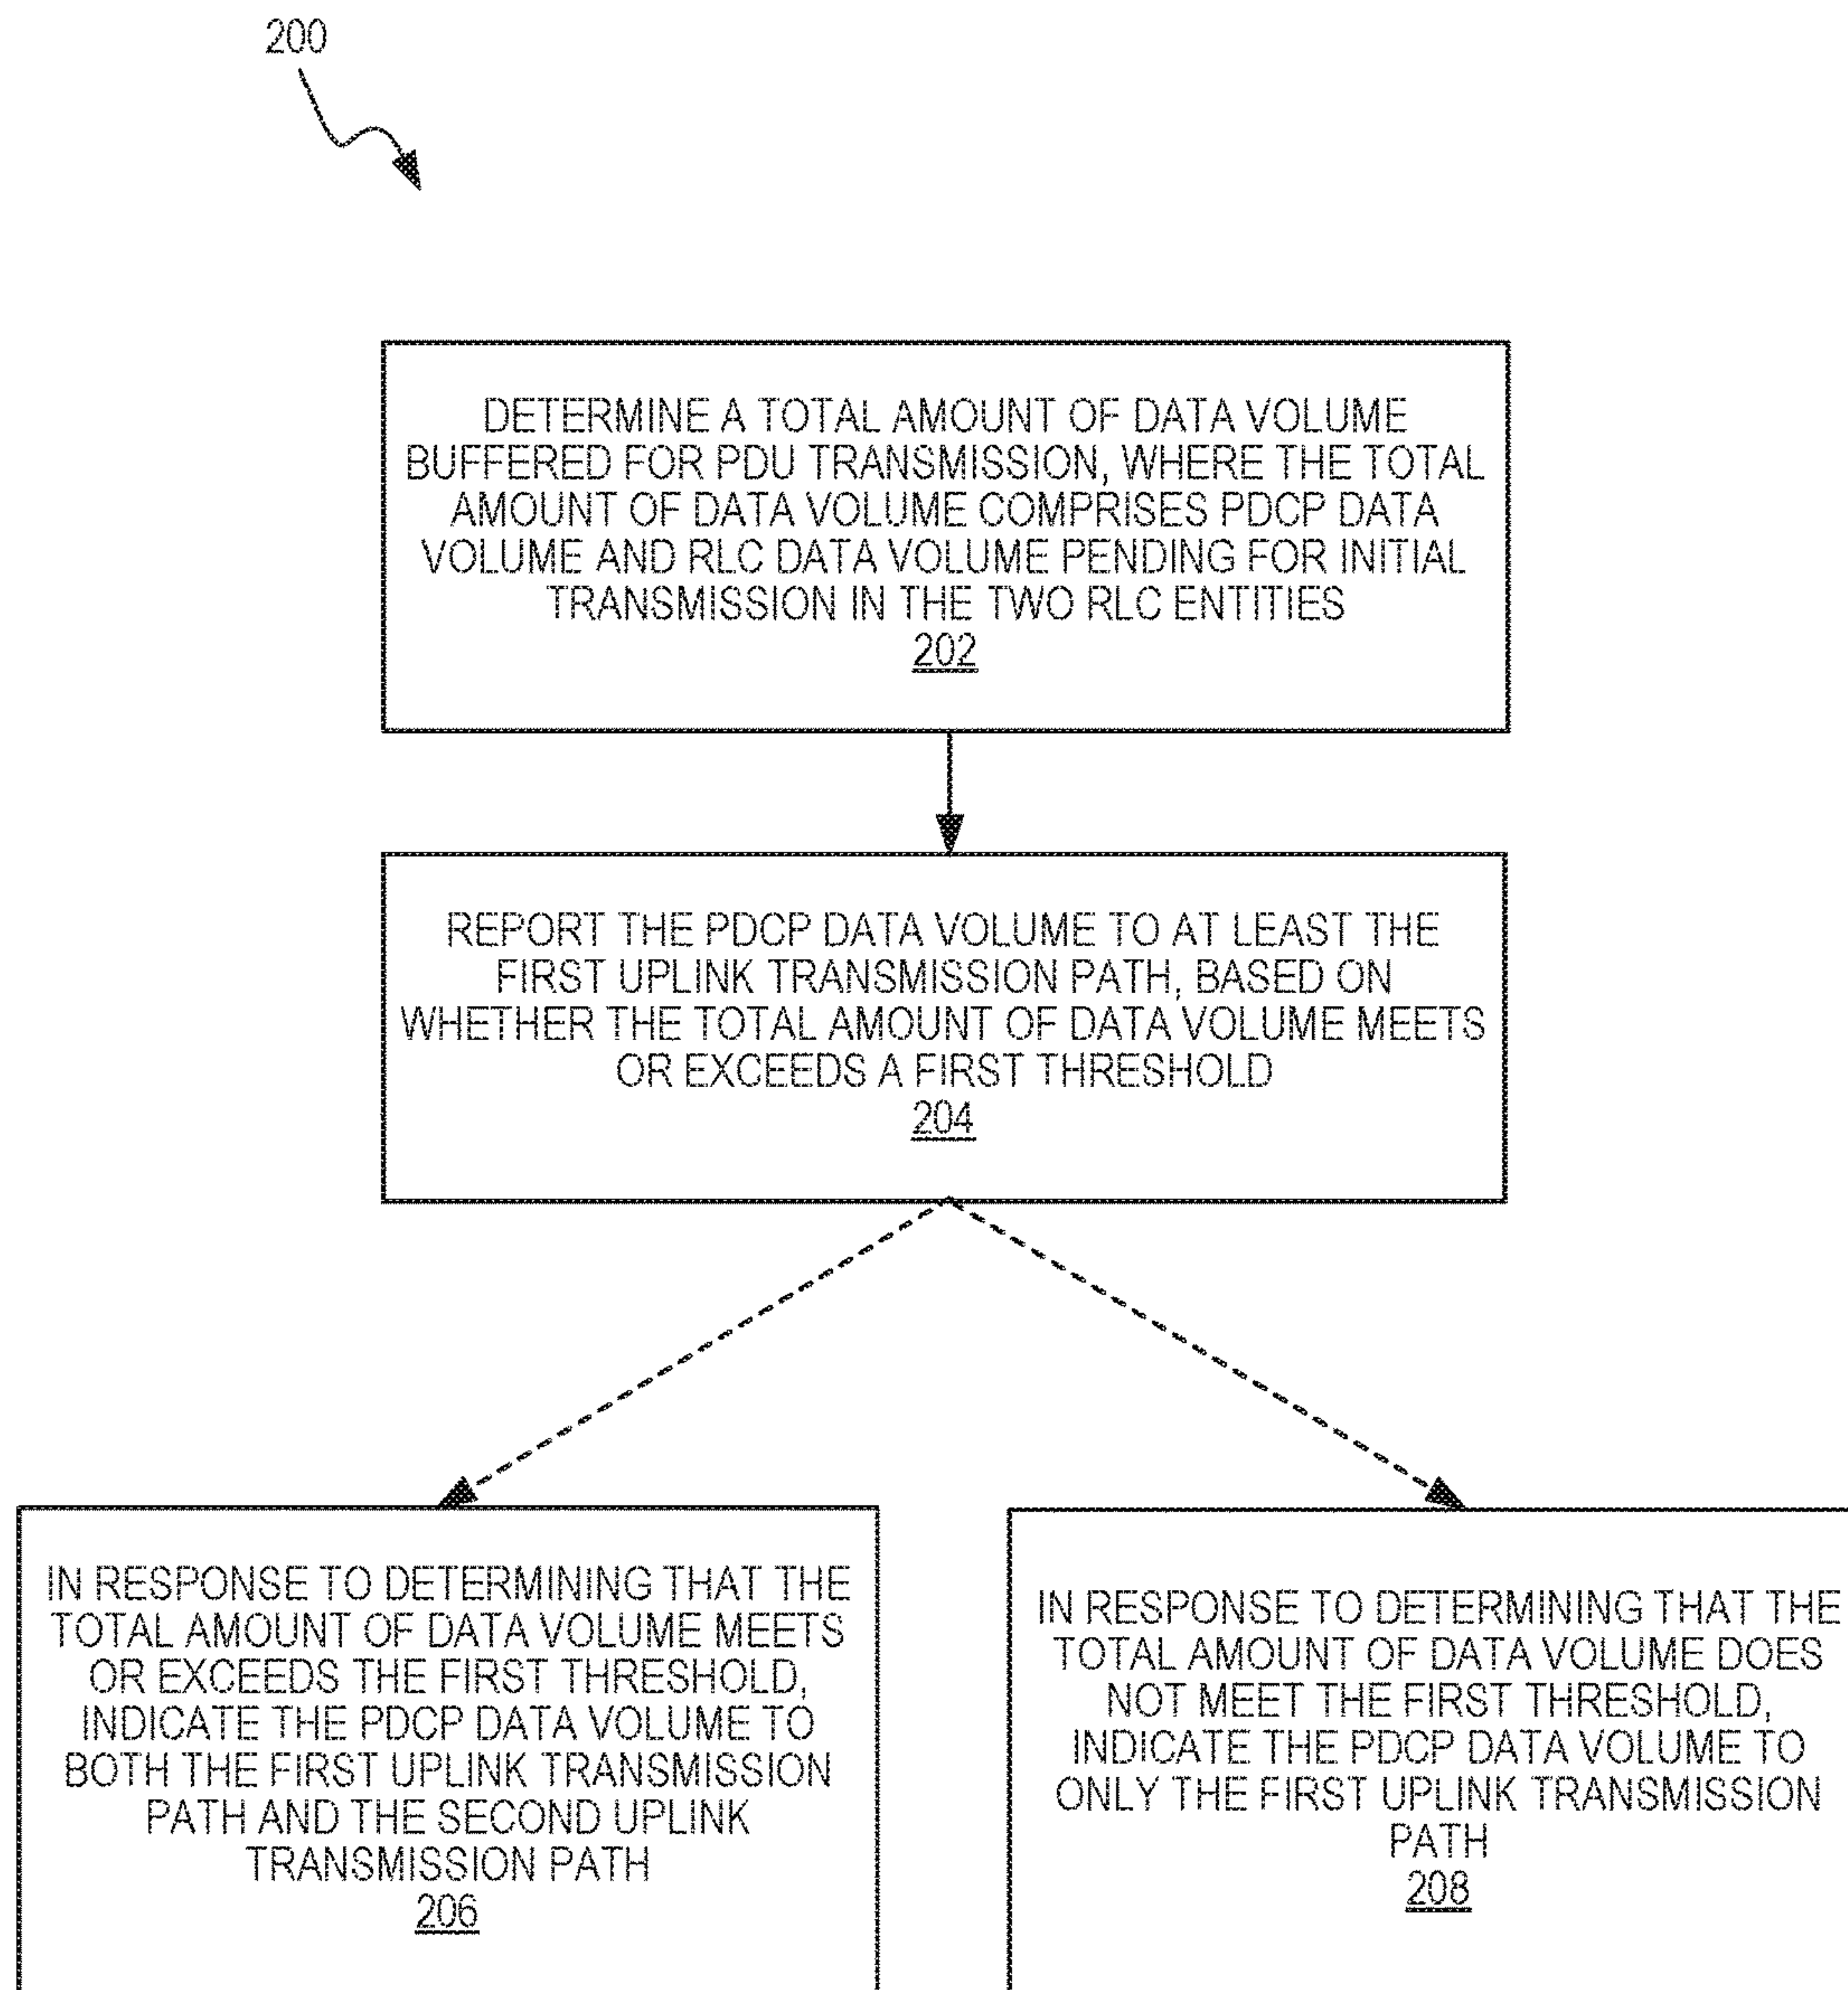 200
DETERMINE A TOTAL AMOUNT OF DATA VOLUME
BUFFERED FOR PDU TRANSMISSION, WHERE THE TOTAL
AMOUNT OF DATA VOLUME COMPRISES PDCP DATA
VOLUME AND RLC DATA VOLUME PENDING FOR INITIAL
TRANSMISSION IN THE TWO RLC ENTITIES
202
REPORT THE PDCP DATA VOLUME TO AT LEAST THE
FIRST UPLINK TRANSMISSION PATH, BASED ON
WHETHER THE TOTAL AMOUNT OF DATA VOLUME MEETS
OR EXCEEDS A FIRST THRESHOLD
204
IN RESPONSE TO DETERMINING THAT THE
TOTAL AMOUNT OF DATA VOLUME MEETS
OR EXCEEDS THE FIRST THRESHOLD,
INDICATE THE PDCP DATA VOLUME TO
BOTH THE FIRST UPLINK TRANSMISSION
PATH AND THE SECOND UPLINK
TRANSMISSION PATH
206
IN RESPONSE TO DETERMINING THAT THE
TOTAL AMOUNT OF DATA VOLUME DOES
NOT MEET THE FIRST THRESHOLD,
INDICATE THE PDCP DATA VOLUME TO
ONLY THE FIRST UPLINK TRANSMISSION
PATH
208